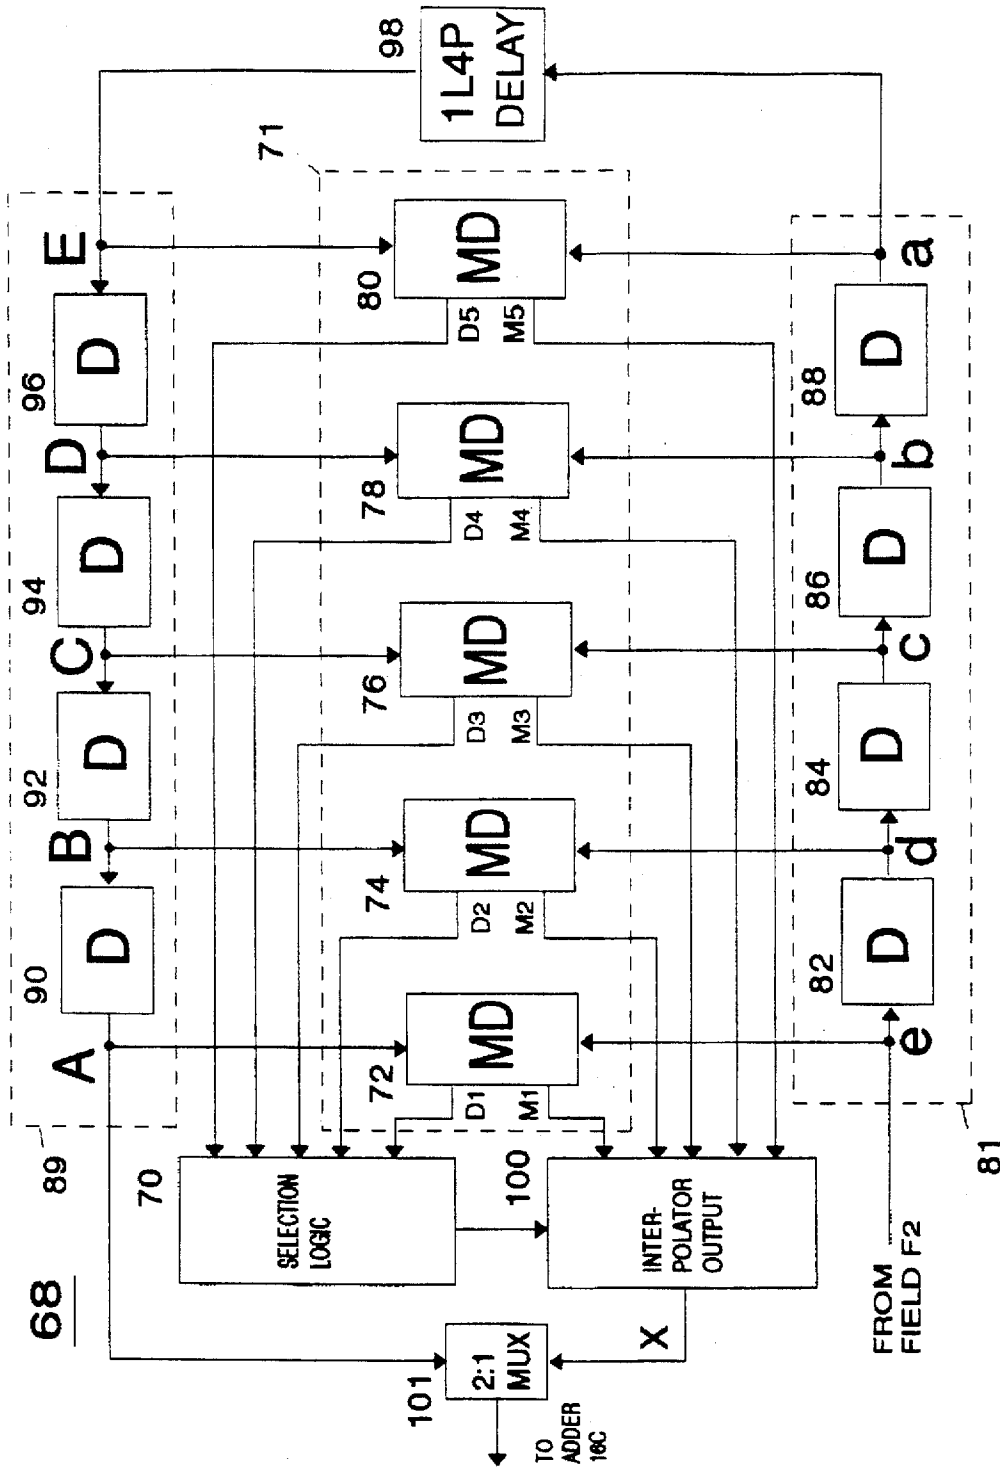 68
89
A
90
D
B
92
D
C
94
D
D
96
D
E
98
1L4P
DELAY
71
70
SELECTION
LOGIC
72
MD
D1
M1
74
MD
D2
M2
76
MD
D3
M3
78
MD
D4
M4
80
MD
D5
M5
100
INTER-
POLATOR
OUTPUT
X
101
2:1
MUX
TO
ADDER
16C
FROM
FIELD F2
e
82
D
d
84
D
c
86
D
b
88
D
a
81